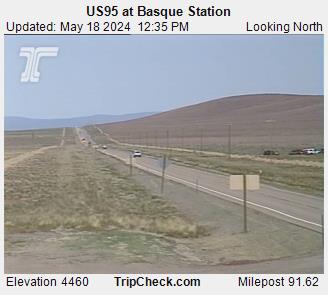 US95 at Basque Station
Updated: May 18 2024 12:35 PM Looking North
Elevation 4460 TripCheck.com Milepost 91.62